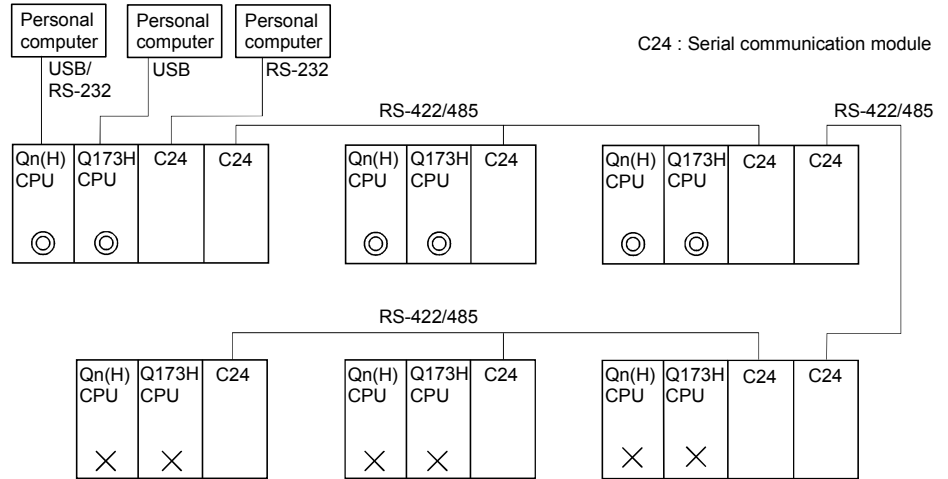 Personal computer
Personal computer
Personal computer
C24 : Serial communication module
USB/
RS-232
USB
RS-232
RS-422/485
RS-422/485
Qn(H) CPU
Q173H CPU
C24
C24
Qn(H) CPU
Q173H CPU
C24
Qn(H) CPU
Q173H CPU
C24
C24
RS-422/485
Qn(H) CPU
Q173H CPU
C24
Qn(H) CPU
Q173H CPU
C24
Qn(H) CPU
Q173H CPU
C24
C24